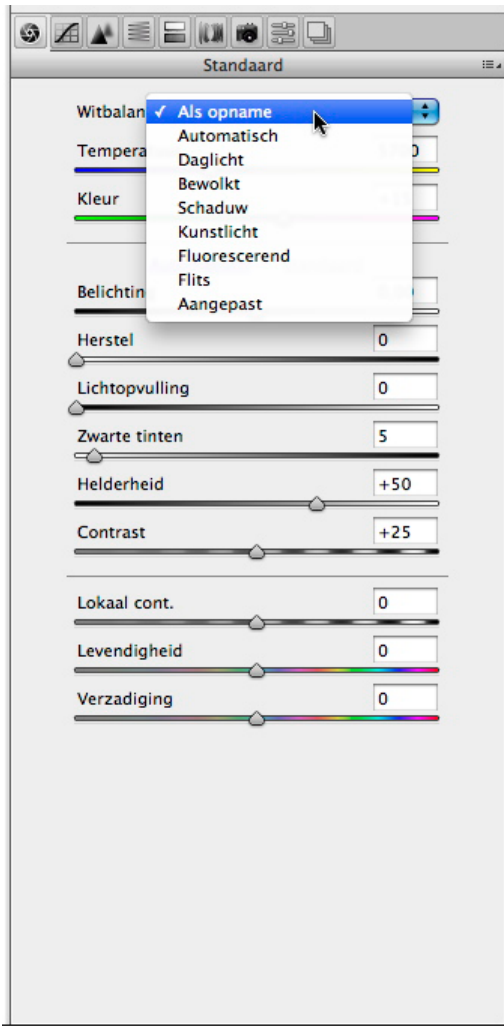 Standaard
Witbalan ✓ Als opname
Automatisch
Tempera
Daglicht
Bewolkt
Kleur
Schaduw
Kunstlicht
Fluorescerend
Flits
Belichtin
Aangepast
Herstel 0
Lichtopvulling 0
Zwarte tinten 5
Helderheid +50
Contrast +25
Lokaal cont. 0
Levendigheid 0
Verzadiging 0